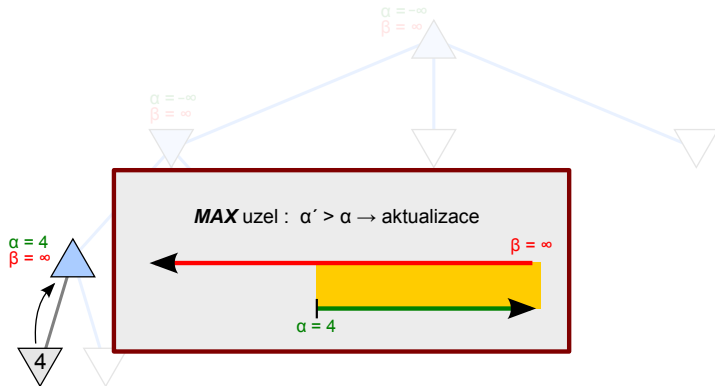 α = -∞
β = ∞
α = -∞
β = ∞
MAX uzel : α´ > α → aktualizace
α = 4
β = ∞
β = ∞
α = 4
4